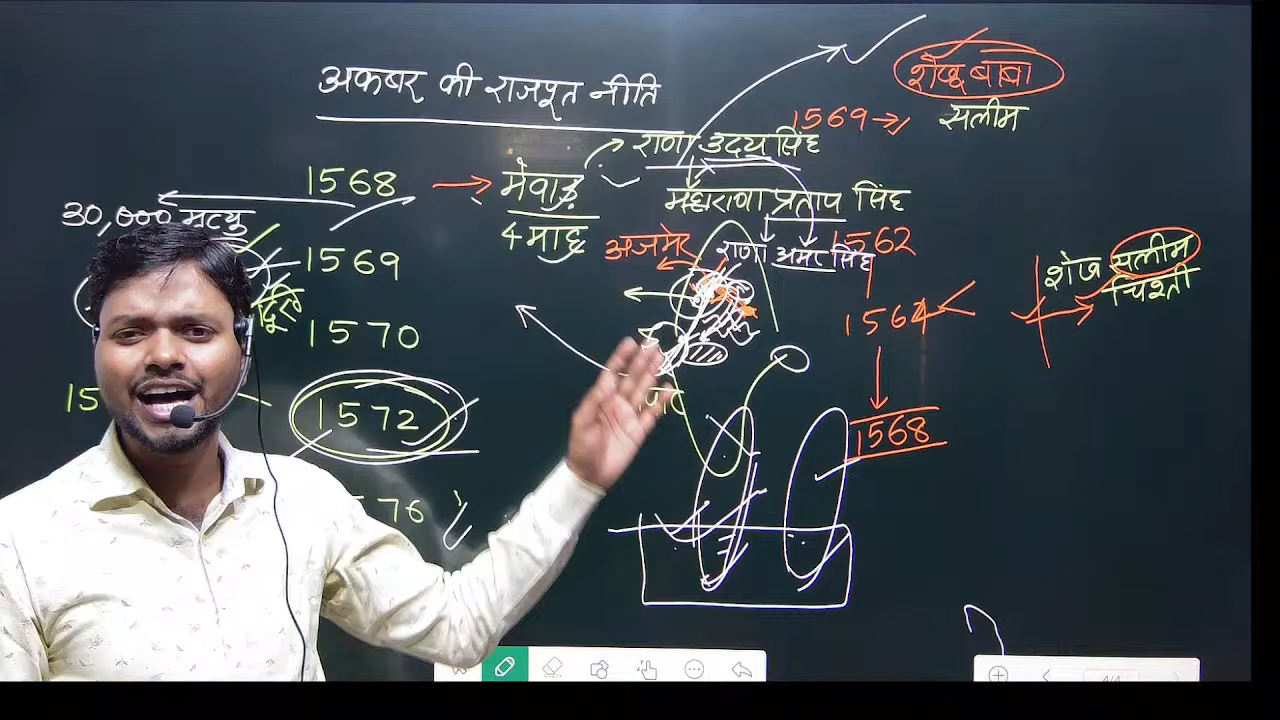 अकबर की राजपूत नीति
शेखू बाबा
1569 → सलीम
राणा उदय सिंह
1568 → मेवाड़
महाराणा प्रताप सिंह
30,000 मृत्यु
4 माह
अजमेर
राणा अमर सिंह
1562
1569
शेख सलीम
चिश्ती
1570
1564
15
1572
1568
76